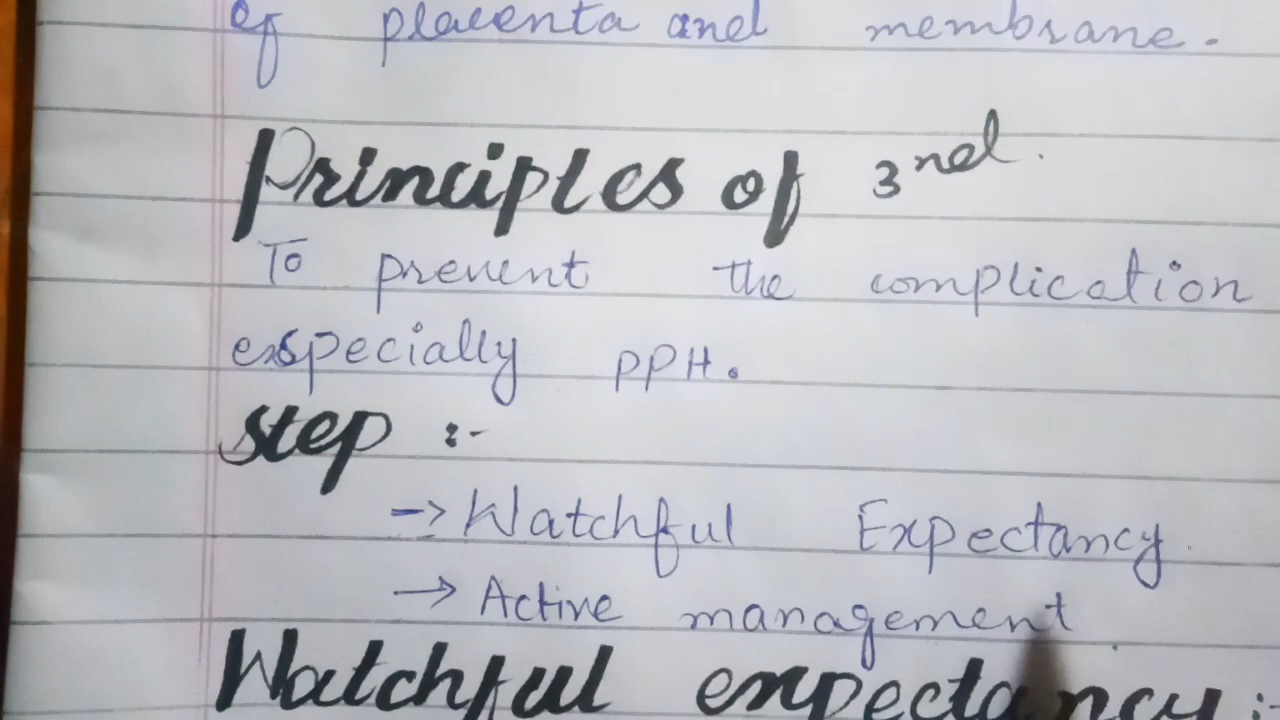 of placenta and membrane.
Principles of 3nd.
To prevent the complication
especially PPH.
step :-
-> Watchful Expectancy.
-> Active management
Watchful expectancy :-